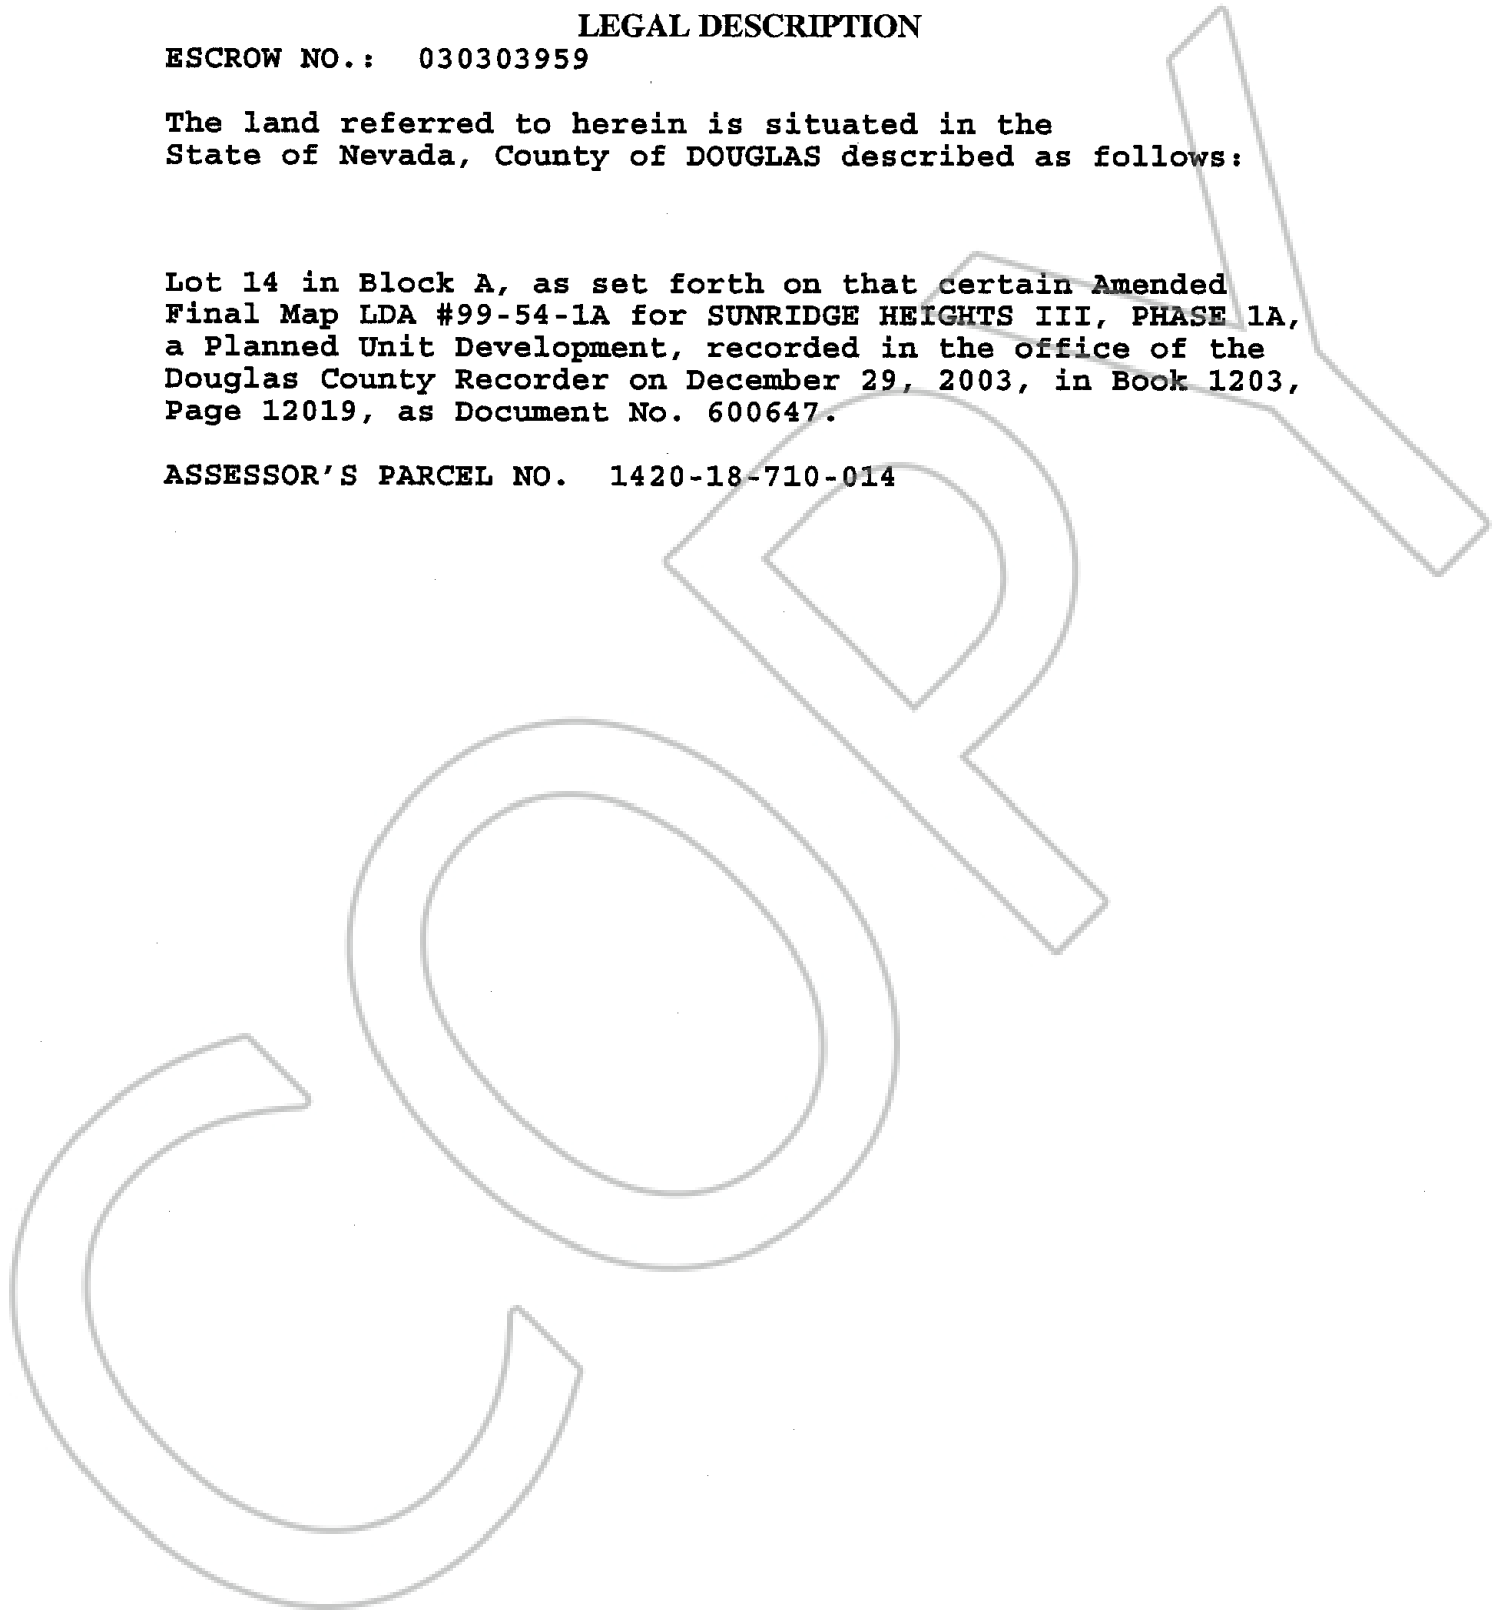 LEGAL DESCRIPTION
ESCROW NO.: 030303959
The land referred to herein is situated in the
State of Nevada, County of DOUGLAS described as follows:
Lot 14 in Block A, as set forth on that certain Amended
Final Map LDA #99-54-1A for SUNRIDGE HEIGHTS III, PHASE 1A,
a Planned Unit Development, recorded in the office of the
Douglas County Recorder on December 29, 2003, in Book 1203,
Page 12019, as Document No. 600647.
ASSESSOR'S PARCEL NO. 1420-18-710-014
COPY